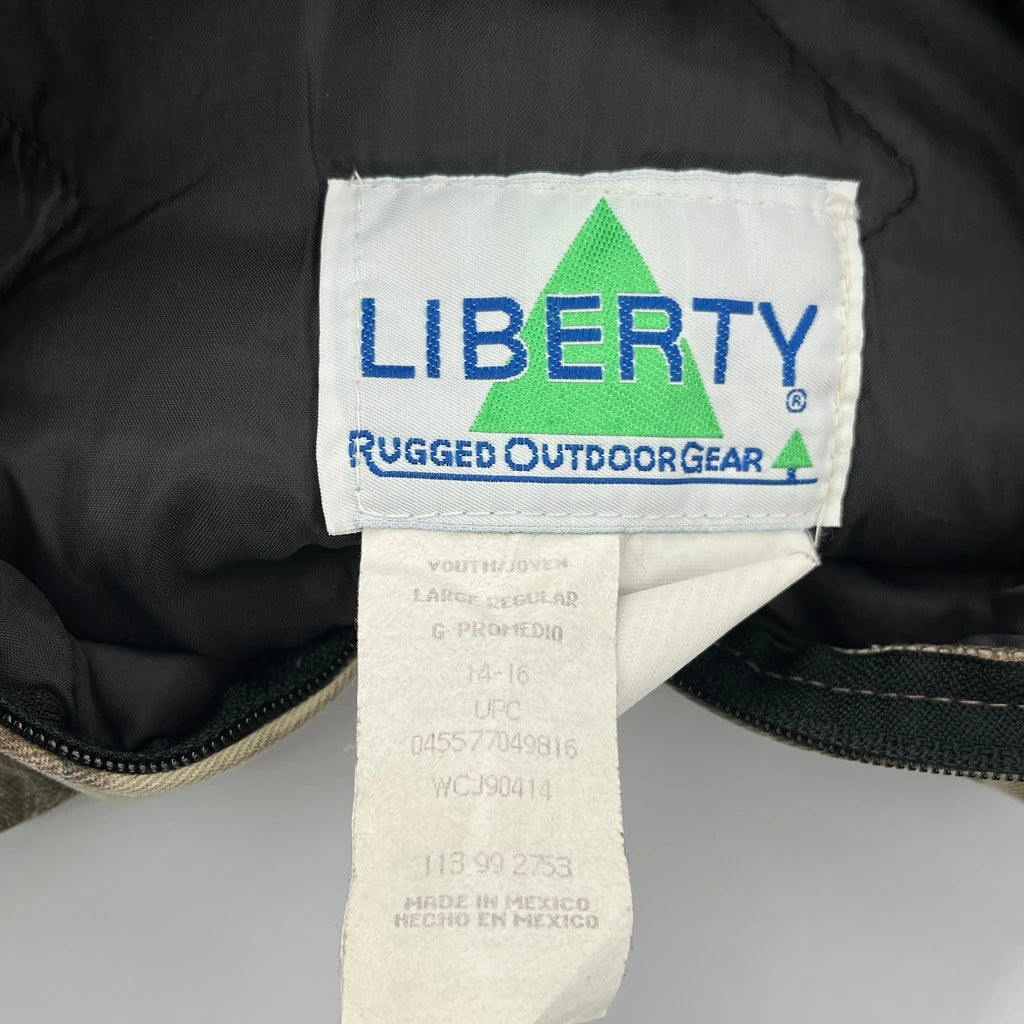 LIBERTY®
RUGGED OUTDOOR GEAR
YOUTH/JOVEN
LARGE REGULAR
G PROMEDIO
14-16
UPC
045577049816
WCJ90414
113 99 2753
MADE IN MEXICO
HECHO EN MEXICO